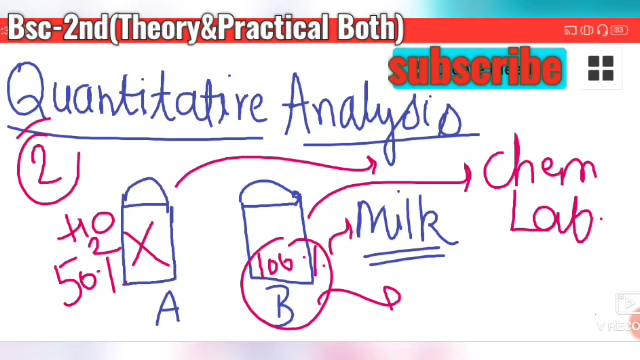 Bsc-2nd(Theory&Practical Both)
subscribe
Quantitative Analysis
2
Chem
Lab.
Milk
H2O
50%
100%
A
B